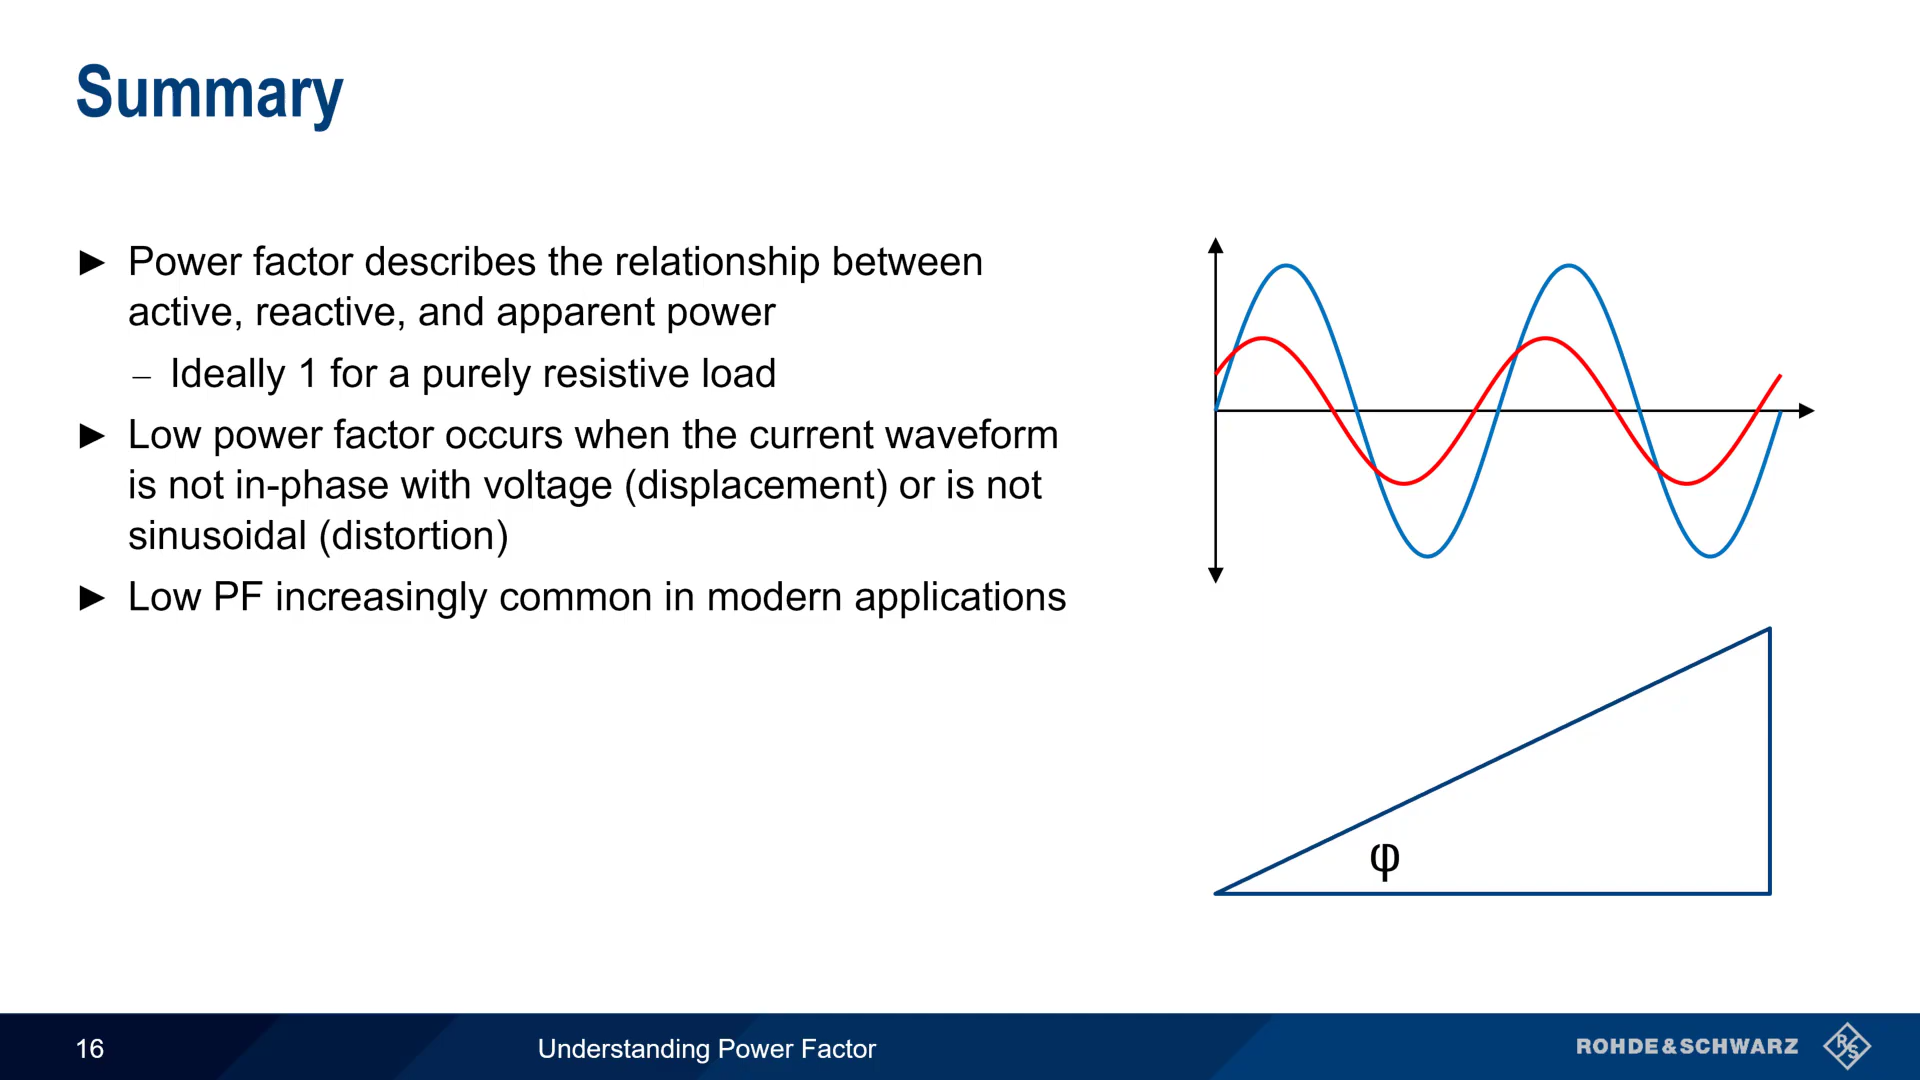 Summary
► Power factor describes the relationship between
active, reactive, and apparent power
– Ideally 1 for a purely resistive load
► Low power factor occurs when the current waveform
is not in-phase with voltage (displacement) or is not
sinusoidal (distortion)
► Low PF increasingly common in modern applications
φ
16
Understanding Power Factor
ROHDE&SCHWARZ
R&S